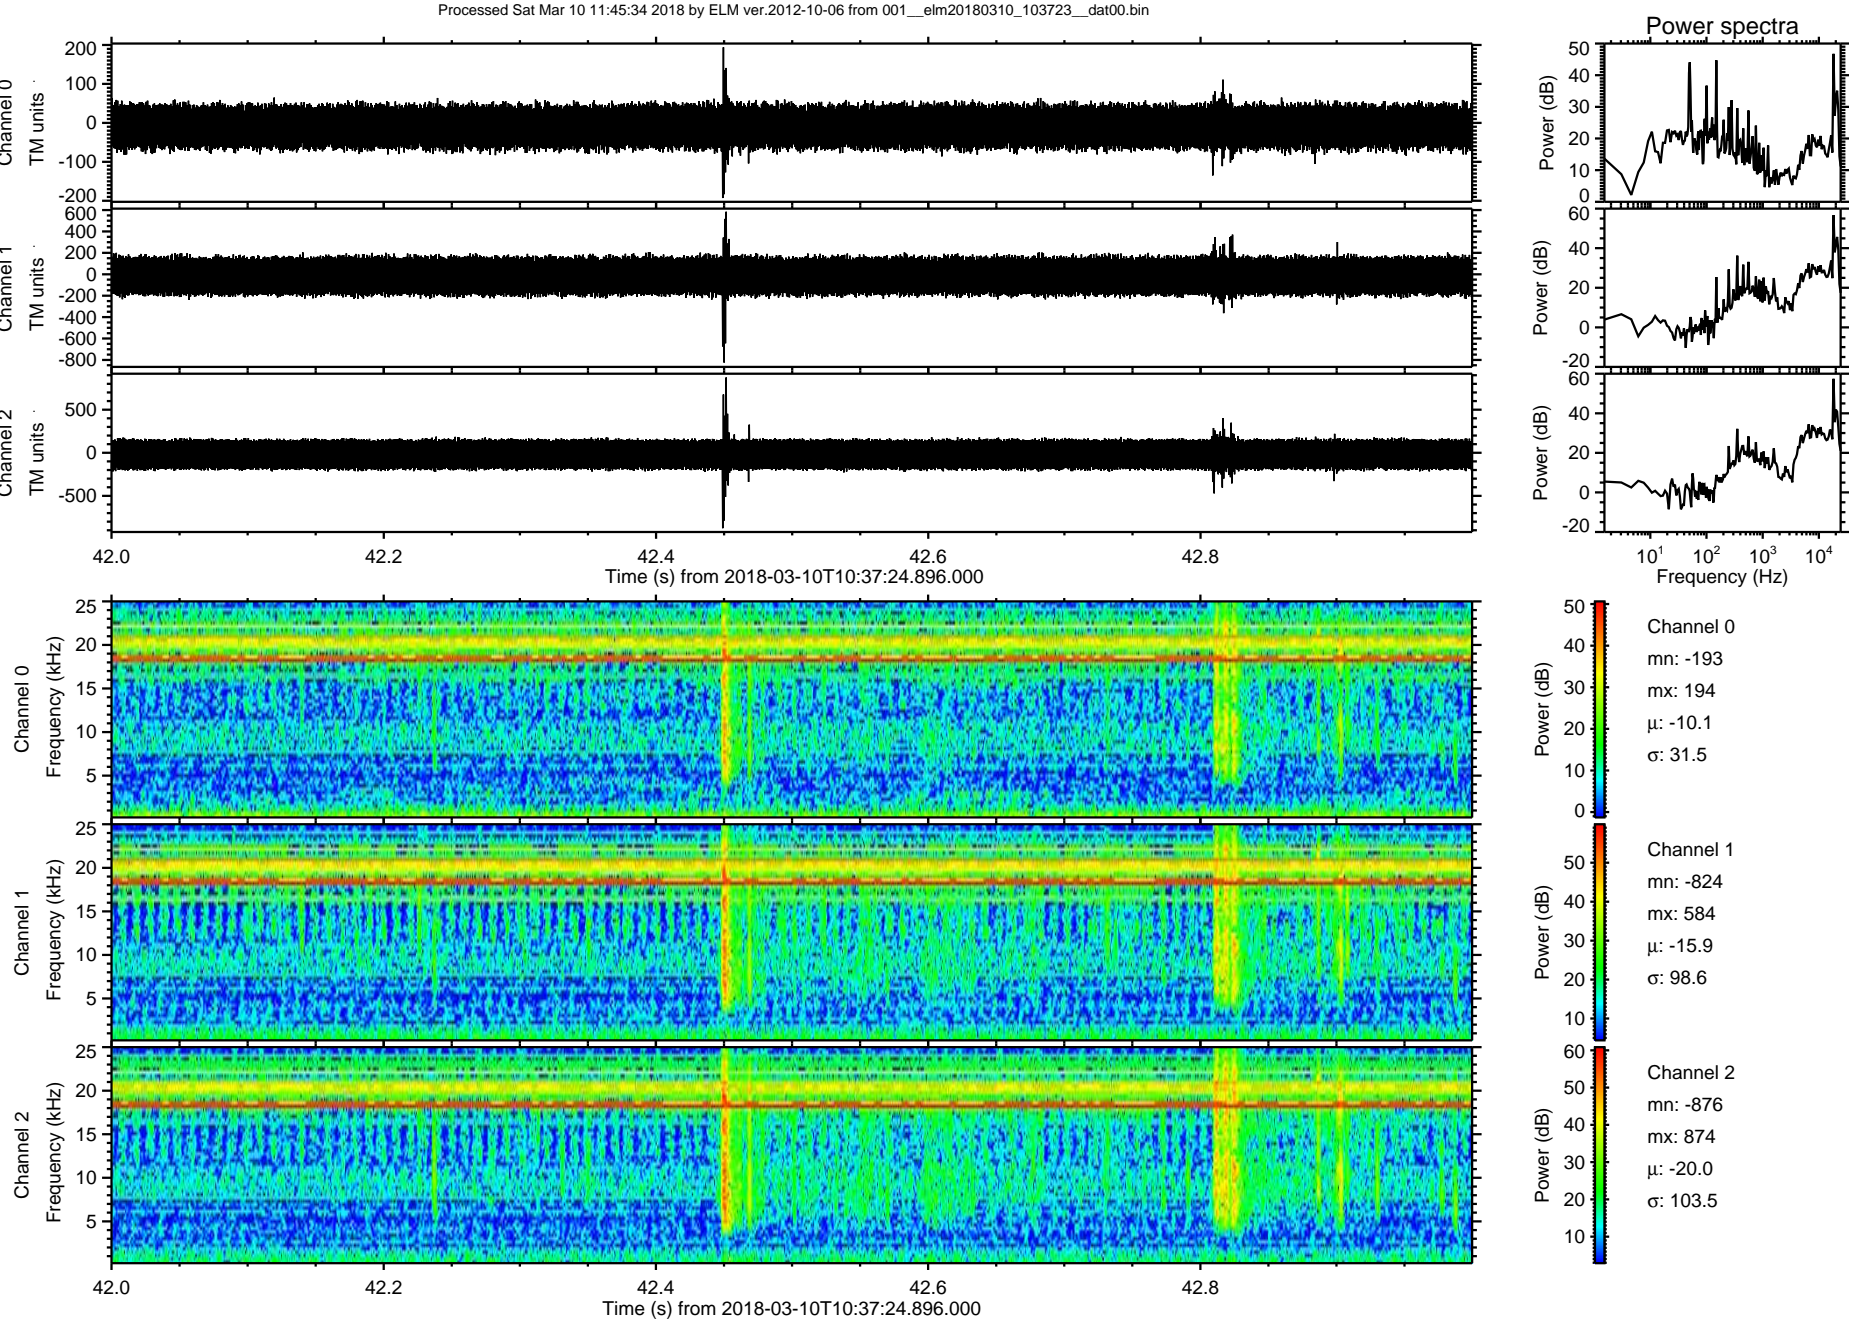 Processed Sat Mar 10 11:45:34 2018 by ELM ver.2012-10-06 from 001__elm20180310_103723__dat00.bin
Power spectra
Channel 0
TM units
200
100
0
-100
-200
Power (dB)
50
40
30
20
10
0
Channel 1
TM units
600
400
200
0
-200
-400
-600
-800
Power (dB)
60
40
20
0
-20
Channel 2
TM units
500
0
-500
Power (dB)
60
40
20
0
-20
42.0 42.2 42.4 42.6 42.8
Time (s) from 2018-03-10T10:37:24.896.000
10¹ 10² 10³ 10⁴
Frequency (Hz)
Channel 0
Frequency (kHz)
25
20
15
10
5
Power (dB)
50
40
30
20
10
0
Channel 0
mn: -193
mx: 194
μ: -10.1
σ: 31.5
Channel 1
Frequency (kHz)
25
20
15
10
5
Power (dB)
50
40
30
20
10
Channel 1
mn: -824
mx: 584
μ: -15.9
σ: 98.6
Channel 2
Frequency (kHz)
25
20
15
10
5
Power (dB)
60
50
40
30
20
10
Channel 2
mn: -876
mx: 874
μ: -20.0
σ: 103.5
42.0 42.2 42.4 42.6 42.8
Time (s) from 2018-03-10T10:37:24.896.000